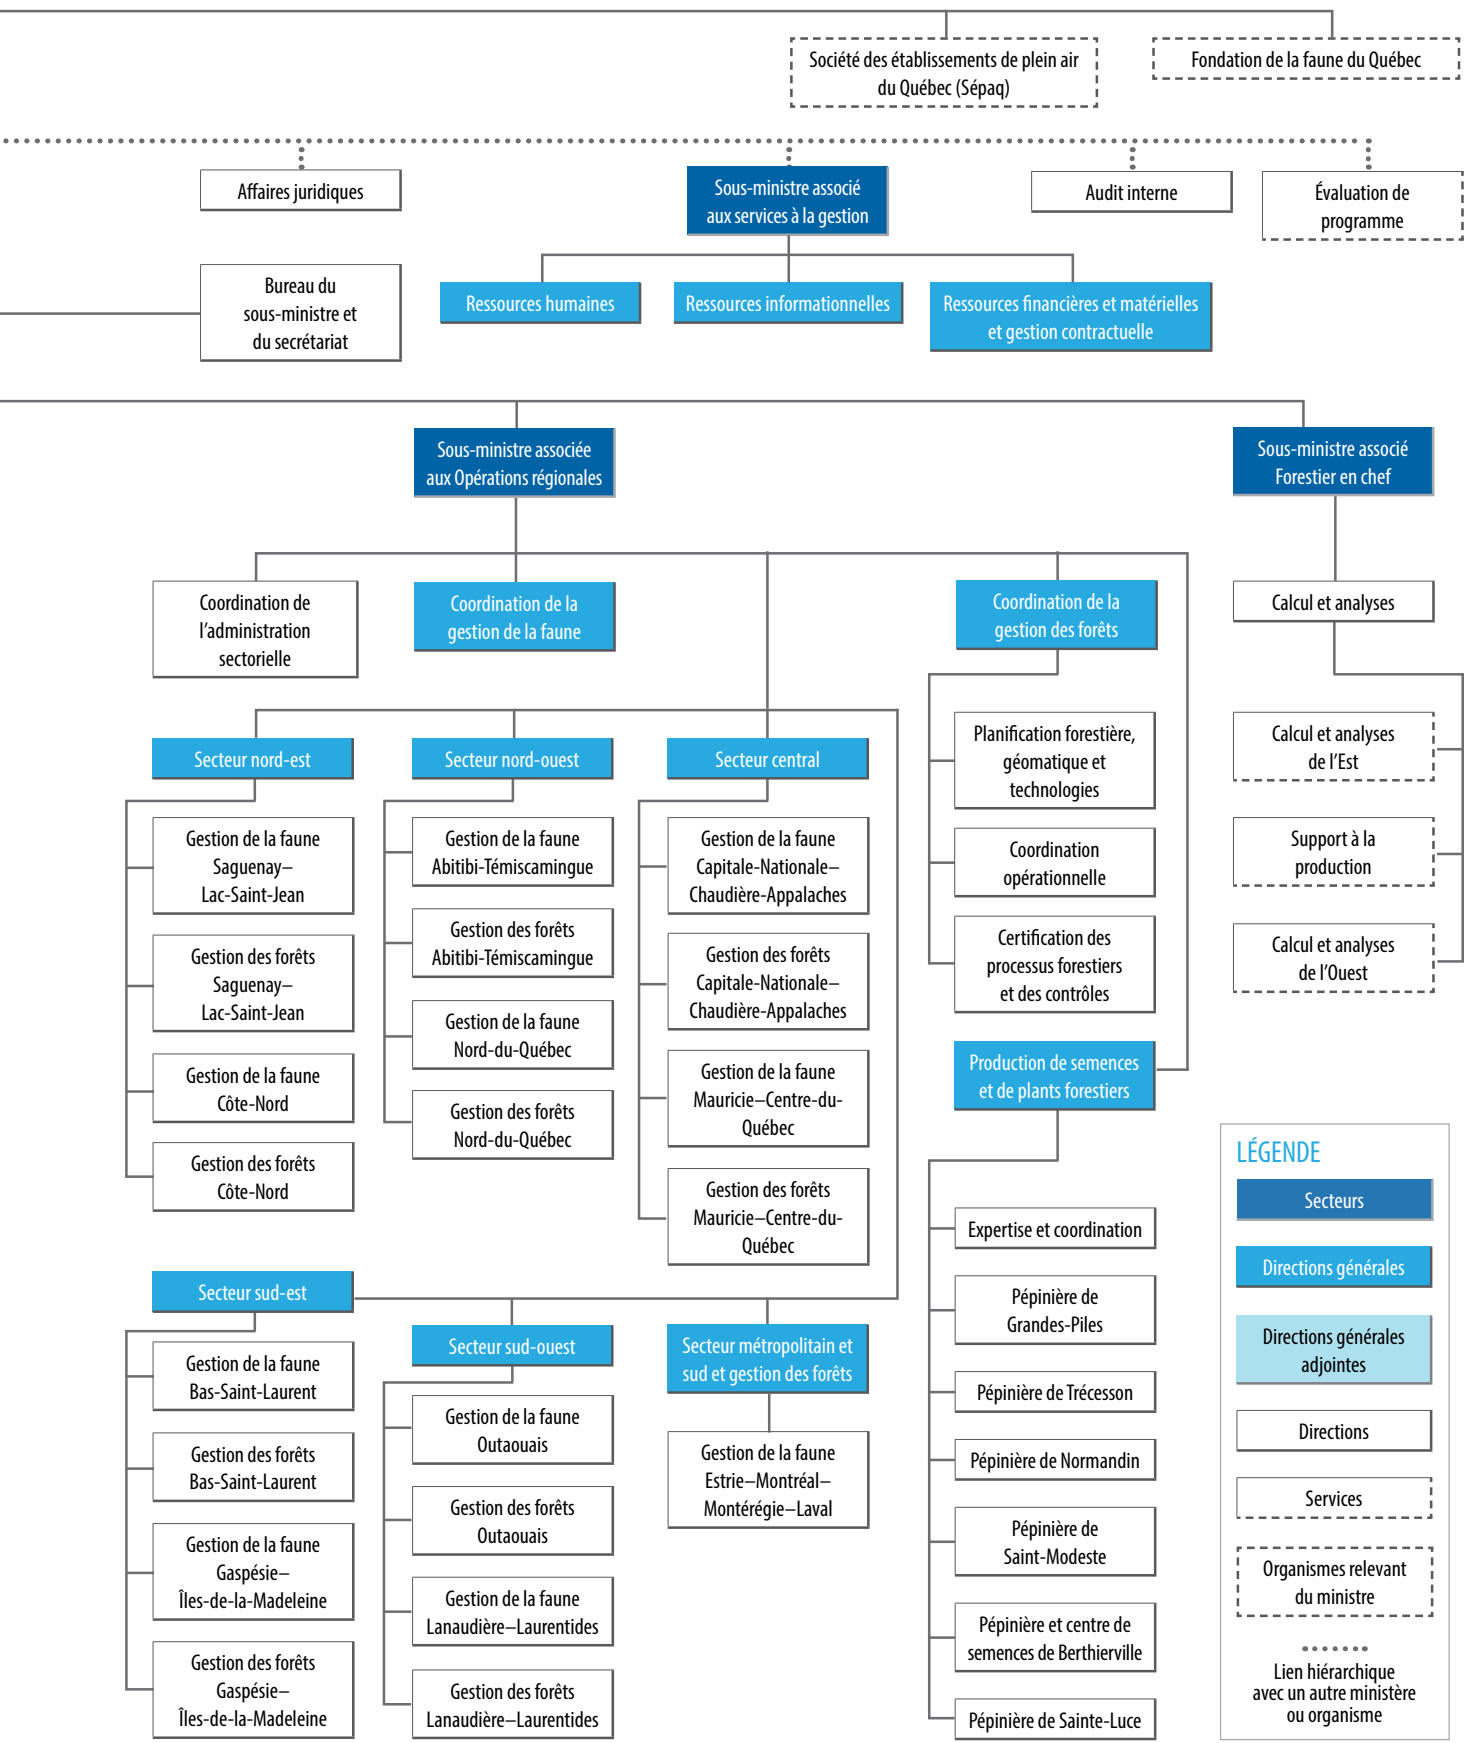 Société des établissements de plein air
du Québec (Sépaq)
Fondation de la faune du Québec
Affaires juridiques
Sous-ministre associé
aux services à la gestion
Audit interne
Évaluation de
programme
Bureau du
sous-ministre et
du secrétariat
Ressources humaines
Ressources informationnelles
Ressources financières et matérielles
et gestion contractuelle
Sous-ministre associée
aux Opérations régionales
Sous-ministre associé
Forestier en chef
Coordination de
l'administration
sectorielle
Coordination de la
gestion de la faune
Coordination de la
gestion des forêts
Calcul et analyses
Planification forestière,
géomatique et
technologies
Coordination
opérationnelle
Certification des
processus forestiers
et des contrôles
Calcul et analyses
de l'Est
Support à la
production
Calcul et analyses
de l'Ouest
Secteur nord-est
Gestion de la faune
Saguenay–
Lac-Saint-Jean
Gestion des forêts
Saguenay–
Lac-Saint-Jean
Gestion de la faune
Côte-Nord
Gestion des forêts
Côte-Nord
Secteur nord-ouest
Gestion de la faune
Abitibi-Témiscamingue
Gestion des forêts
Abitibi-Témiscamingue
Gestion de la faune
Nord-du-Québec
Gestion des forêts
Nord-du-Québec
Secteur central
Gestion de la faune
Capitale-Nationale–
Chaudière-Appalaches
Gestion des forêts
Capitale-Nationale–
Chaudière-Appalaches
Gestion de la faune
Mauricie–Centre-du-
Québec
Gestion des forêts
Mauricie–Centre-du-
Québec
Production de semences
et de plants forestiers
Expertise et coordination
Pépinière de
Grandes-Piles
Pépinière de Trécesson
Pépinière de Normandin
Pépinière de
Saint-Modeste
Pépinière et centre de
semences de Berthierville
Pépinière de Sainte-Luce
Secteur sud-est
Gestion de la faune
Bas-Saint-Laurent
Gestion des forêts
Bas-Saint-Laurent
Gestion de la faune
Gaspésie–
Îles-de-la-Madeleine
Gestion des forêts
Gaspésie–
Îles-de-la-Madeleine
Secteur sud-ouest
Gestion de la faune
Outaouais
Gestion des forêts
Outaouais
Gestion de la faune
Lanaudière–Laurentides
Gestion des forêts
Lanaudière–Laurentides
Secteur métropolitain et
sud et gestion des forêts
Gestion de la faune
Estrie–Montréal–
Montérégie–Laval
LÉGENDE
Secteurs
Directions générales
Directions générales
adjointes
Directions
Services
Organismes relevant
du ministre
Lien hiérarchique
avec un autre ministère
ou organisme